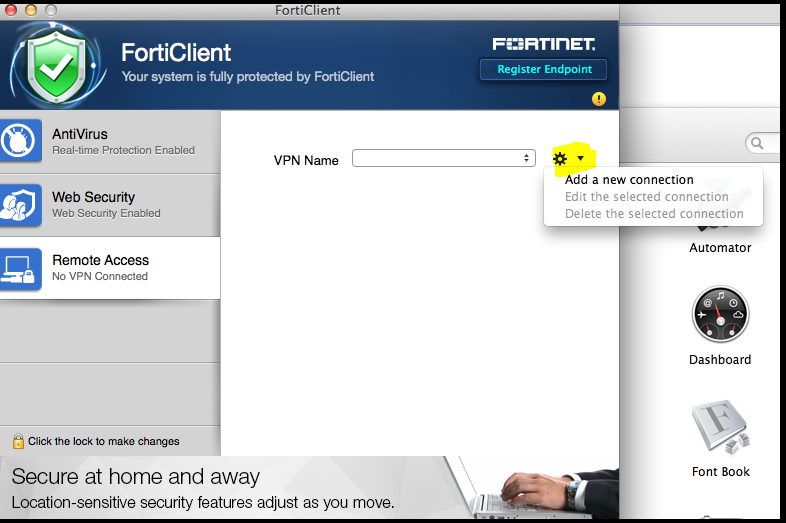 FortiClient
FortiClient
Your system is fully protected by FortiClient
FORTINET
Register Endpoint
AntiVirus
Real-time Protection Enabled
Web Security
Web Security Enabled
Remote Access
No VPN Connected
VPN Name
Add a new connection
Edit the selected connection
Delete the selected connection
Automator
Dashboard
Font Book
Click the lock to make changes
Secure at home and away
Location-sensitive security features adjust as you move.